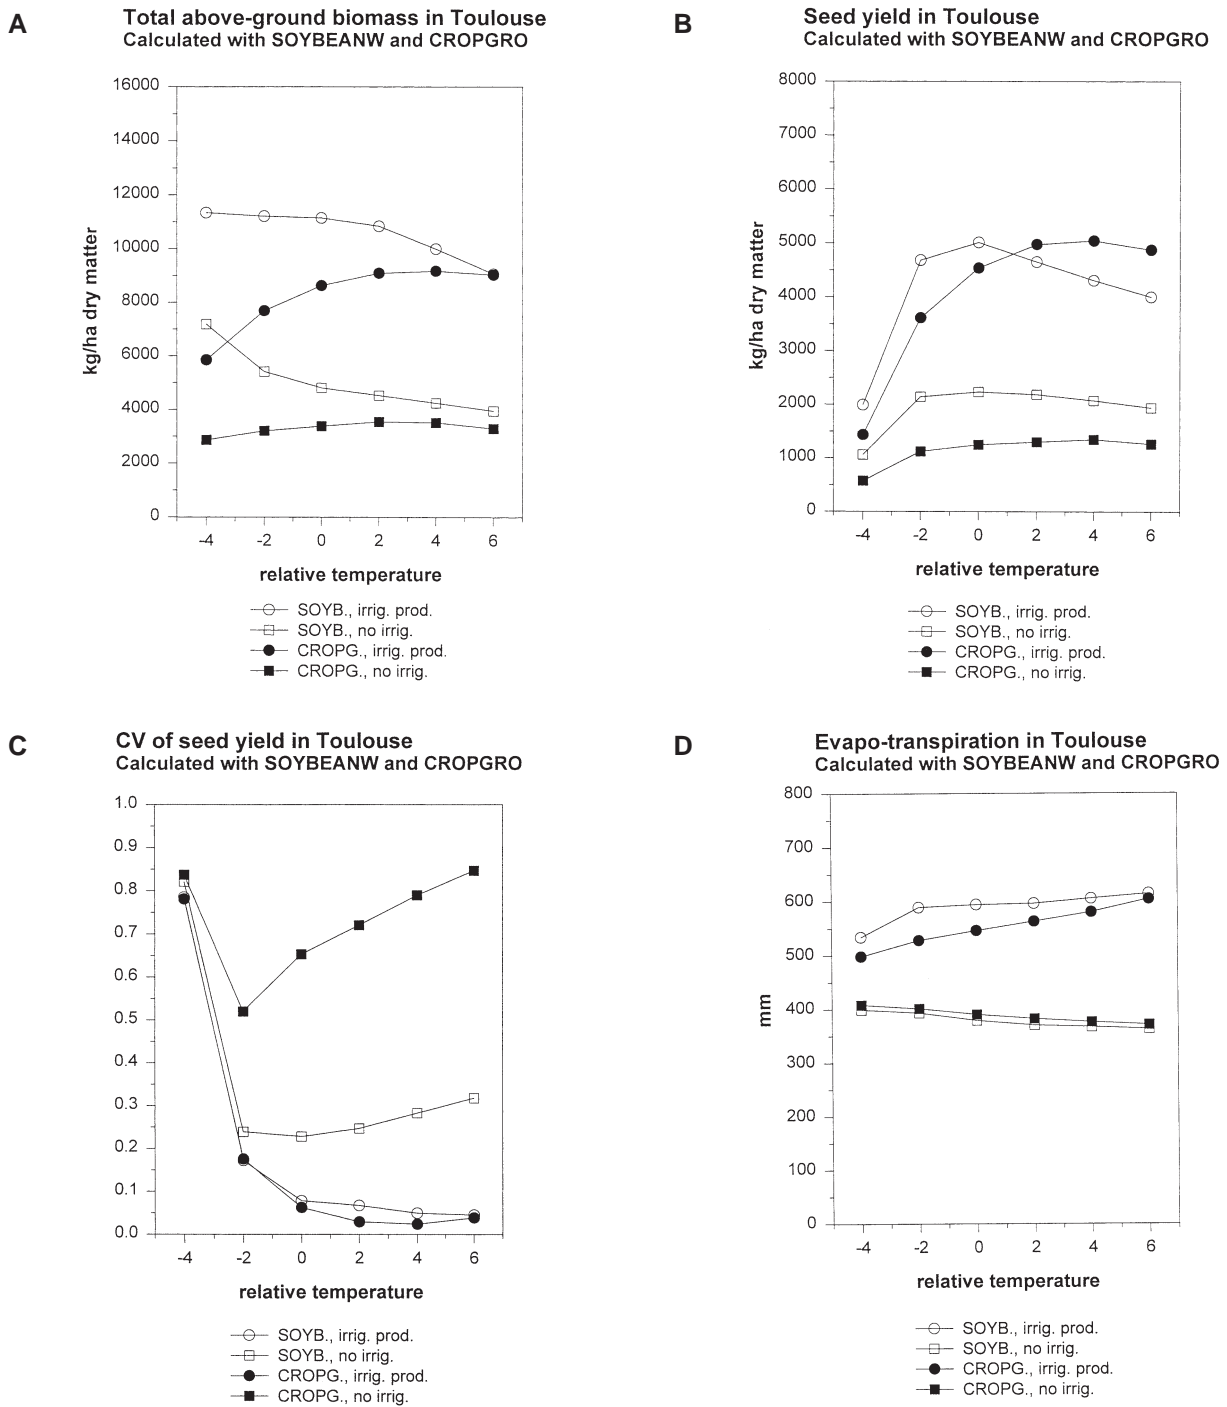 A
Total above-ground biomass in Toulouse
Calculated with SOYBEANW and CROPGRO
16000
14000
12000
10000
8000
6000
4000
2000
0
kg/ha dry matter
-4 -2 0 2 4 6
relative temperature
SOYB., irrig. prod.
SOYB., no irrig.
CROPG., irrig. prod.
CROPG., no irrig.
B
Seed yield in Toulouse
Calculated with SOYBEANW and CROPGRO
8000
7000
6000
5000
4000
3000
2000
1000
0
kg/ha dry matter
-4 -2 0 2 4 6
relative temperature
SOYB., irrig. prod.
SOYB., no irrig.
CROPG., irrig. prod.
CROPG., no irrig.
C
CV of seed yield in Toulouse
Calculated with SOYBEANW and CROPGRO
1.0
0.9
0.8
0.7
0.6
0.5
0.4
0.3
0.2
0.1
0.0
-4 -2 0 2 4 6
relative temperature
SOYB., irrig. prod.
SOYB., no irrig.
CROPG., irrig. prod.
CROPG., no irrig.
D
Evapo-transpiration in Toulouse
Calculated with SOYBEANW and CROPGRO
800
700
600
500
400
300
200
100
0
mm
-4 -2 0 2 4 6
relative temperature
SOYB., irrig. prod.
SOYB., no irrig.
CROPG., irrig. prod.
CROPG., no irrig.